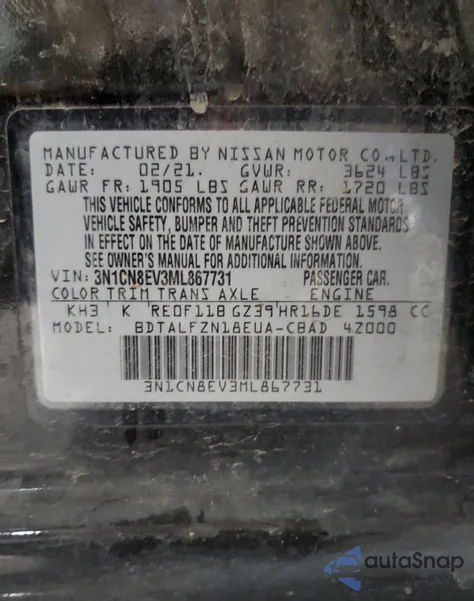 MANUFACTURED BY NISSAN MOTOR CO.,LTD.
DATE: 02/21. GVWR: 3624 LBS
GAWR FR: 1905 LBS GAWR RR: 1720 LBS
THIS VEHICLE CONFORMS TO ALL APPLICABLE FEDERAL MOTOR
VEHICLE SAFETY, BUMPER AND THEFT PREVENTION STANDARDS
IN EFFECT ON THE DATE OF MANUFACTURE SHOWN ABOVE.
SEE OWNER'S MANUAL FOR ADDITIONAL INFORMATION.
VIN: 3N1CN8EV3ML867731 PASSENGER CAR.
COLOR TRIM TRANS AXLE ENGINE
KH3 K RE0F11B GZ39 HR16DE 1598 CC
MODEL: BDTALFZN18EUA-CBAD 4Z000
3N1CN8EV3ML867731
autoSnap